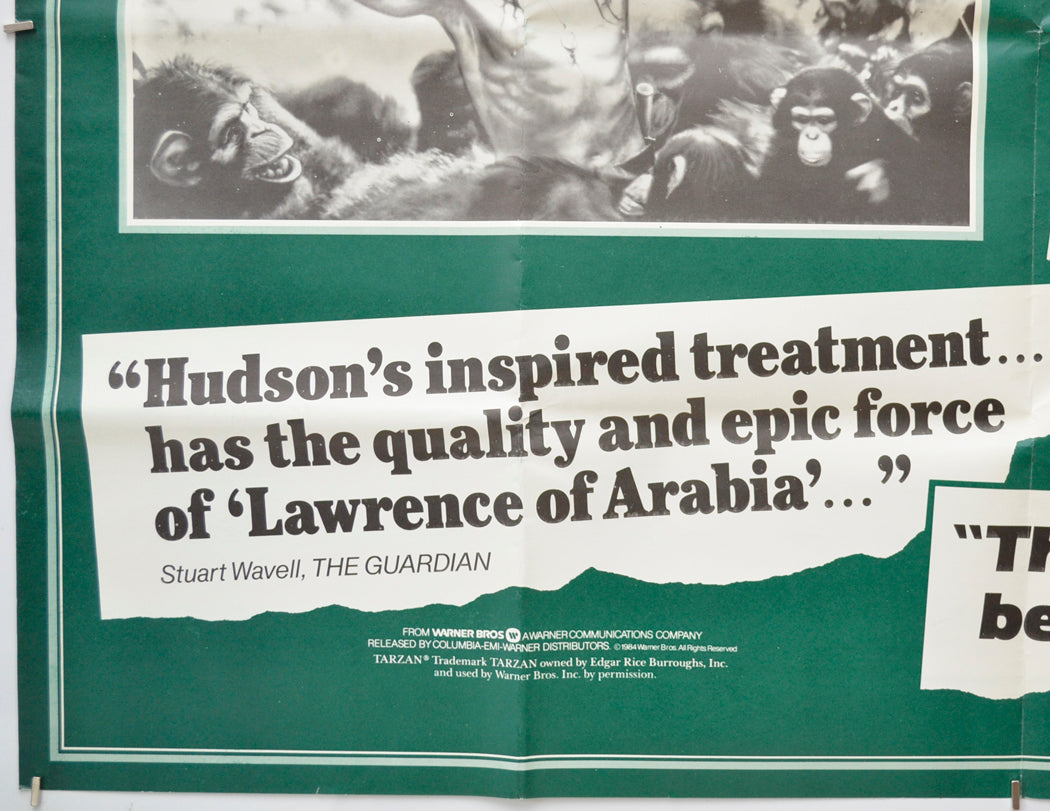 “Hudson’s inspired treatment...
has the quality and epic force
of ‘Lawrence of Arabia’...”
Stuart Wavell, THE GUARDIAN
“Th
be
FROM WARNER BROS A WARNER COMMUNICATIONS COMPANY
RELEASED BY COLUMBIA-EMI-WARNER DISTRIBUTORS. © 1984 Warner Bros. All Rights Reserved
TARZAN® Trademark TARZAN owned by Edgar Rice Burroughs, Inc.
and used by Warner Bros. Inc. by permission.